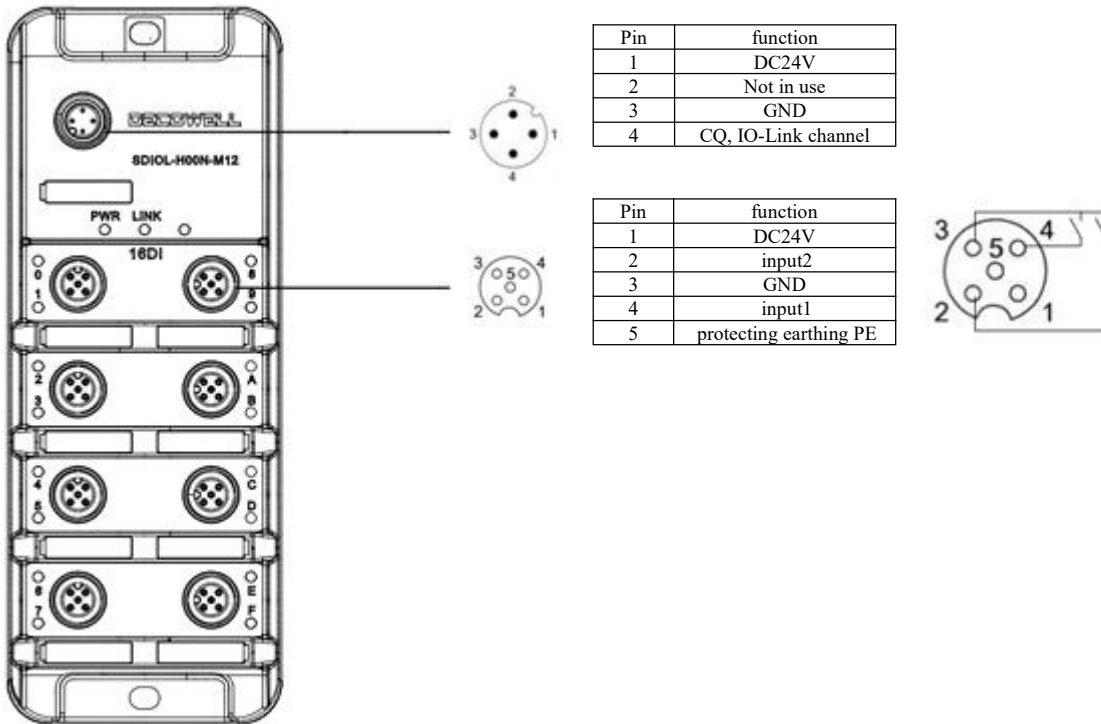 DECOWELL
SDIOL-H00N-M12
PWR LINK
16DI
0 8
1 9
2 A
3 B
4 C
5 D
6 E
7 F
2
3 1
4
Pin function
1 DC24V
2 Not in use
3 GND
4 CQ, IO-Link channel
3 5 4
2 1
Pin function
1 DC24V
2 input2
3 GND
4 input1
5 protecting earthing PE
3 5 4
2 1